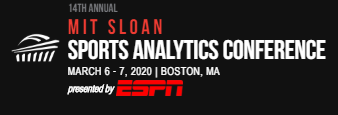 14TH ANNUAL
MIT SLOAN
SPORTS ANALYTICS CONFERENCE
MARCH 6 - 7, 2020 | BOSTON, MA
presented by ESPN